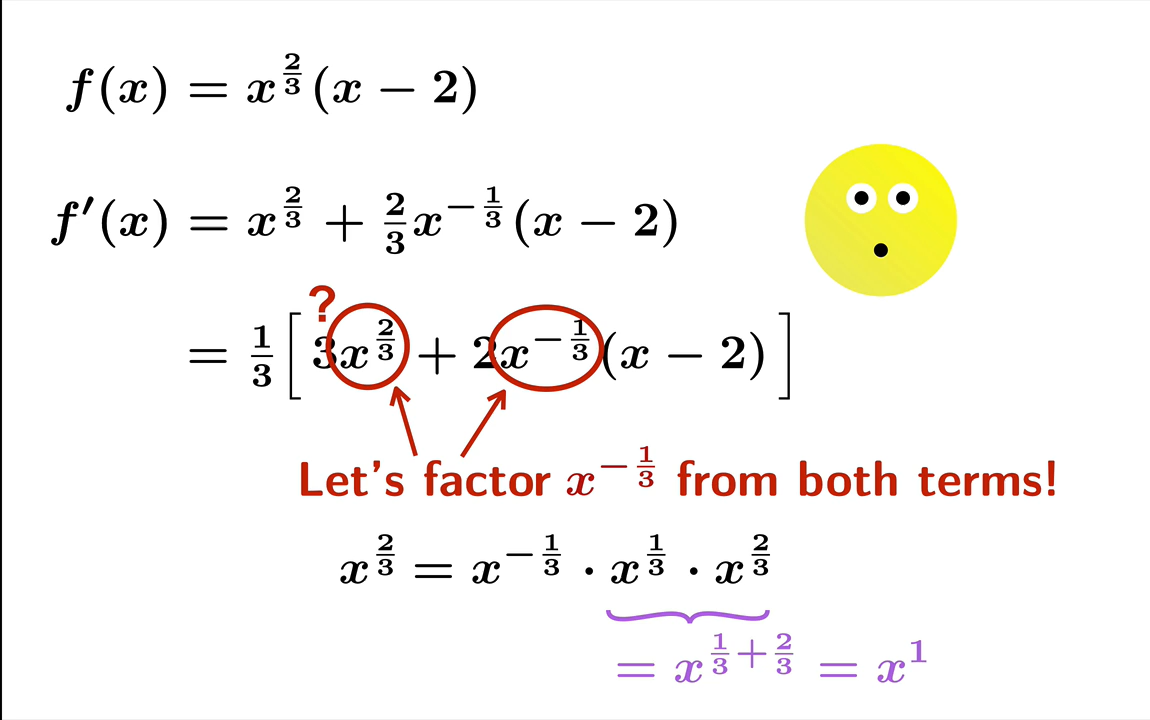 f(x) = x^{2/3}(x − 2)
f′(x) = x^{2/3} + \frac{2}{3}x^{−1/3}(x − 2)
?
= \frac{1}{3}[ 3x^{2/3} + 2x^{−1/3}(x − 2) ]
Let's factor x^{−1/3} from both terms!
x^{2/3} = x^{−1/3} · x^{1/3} · x^{2/3}
= x^{1/3+2/3} = x^1